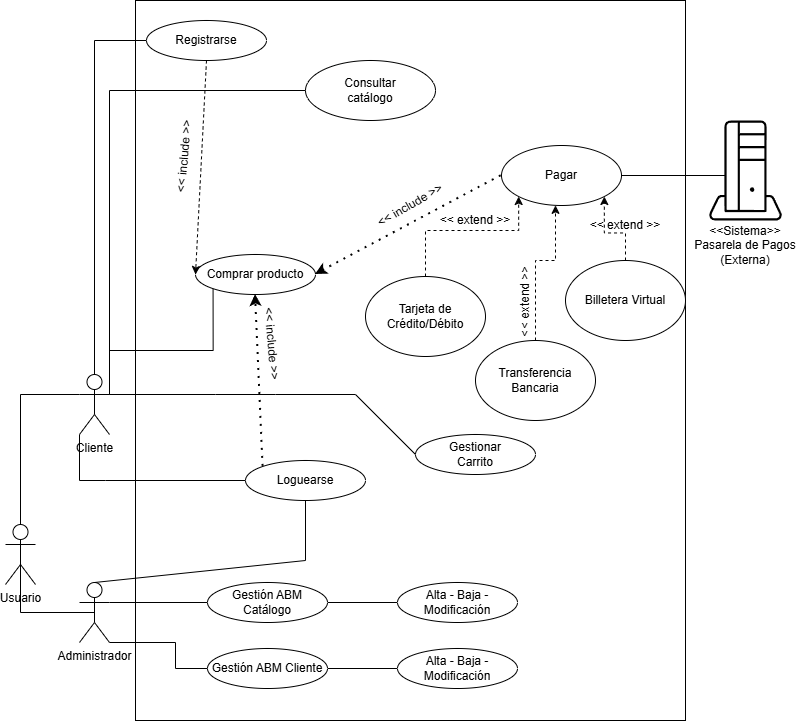 Registrarse
Consultar
catálogo
<< include >>
Pagar
<<Sistema>>
Pasarela de Pagos
(Externa)
<< include >>
<< extend >>
<< extend >>
Comprar producto
Tarjeta de
Crédito/Débito
<< extend >>
Billetera Virtual
<< include >>
Transferencia
Bancaria
Cliente
Gestionar
Carrito
Loguearse
Usuario
Gestión ABM
Catálogo
Alta - Baja -
Modificación
Administrador
Gestión ABM Cliente
Alta - Baja -
Modificación